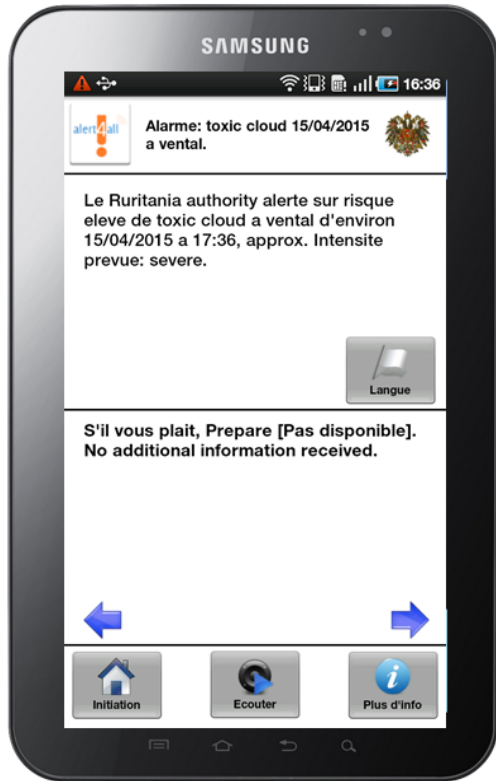 SAMSUNG
16:36
alert4all
Alarme: toxic cloud 15/04/2015
a vental.
Le Ruritania authority alerte sur risque
eleve de toxic cloud a vental d'environ
15/04/2015 a 17:36, approx. Intensite
prevue: severe.
Langue
S'il vous plait, Prepare [Pas disponible].
No additional information received.
Initiation
Ecouter
Plus d'info